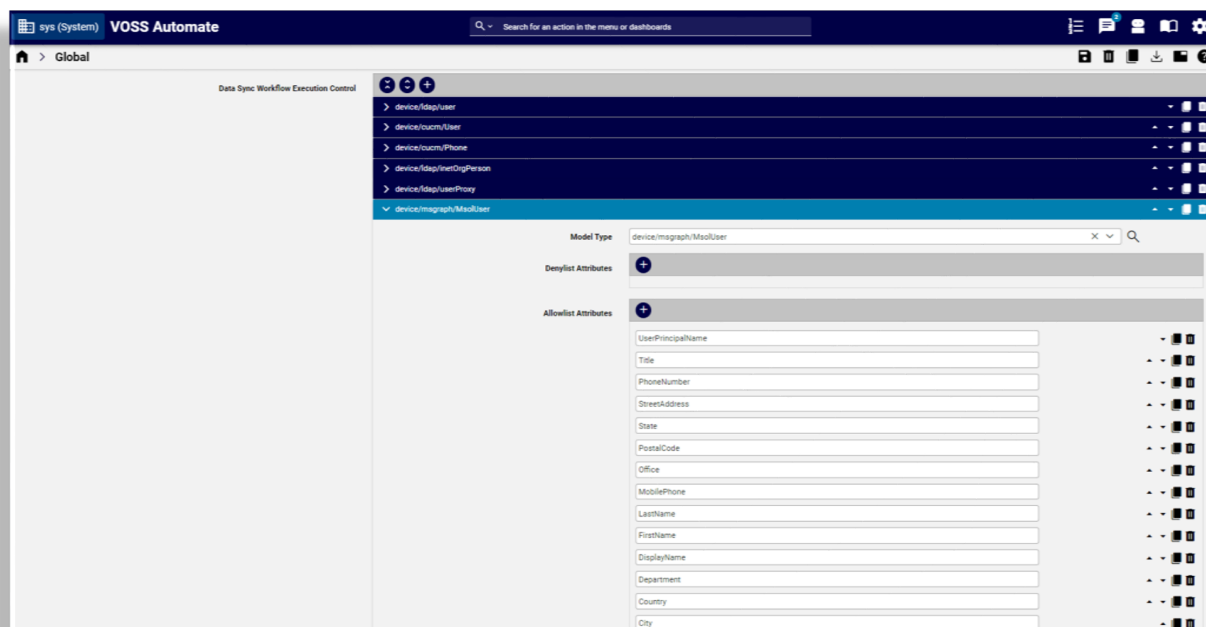 sys (System) VOSS Automate Search for an action in the menu or dashboards 2
Global
Data Sync Workflow Execution Control
device/ldap/user
device/cucm/User
device/cucm/Phone
device/ldap/inetOrgPerson
device/ldap/userProxy
device/msgraph/MsolUser
Model Type device/msgraph/MsolUser
Denylist Attributes
Allowlist Attributes
UserPrincipalName
Title
PhoneNumber
StreetAddress
State
PostalCode
Office
MobilePhone
LastName
FirstName
DisplayName
Department
Country
City